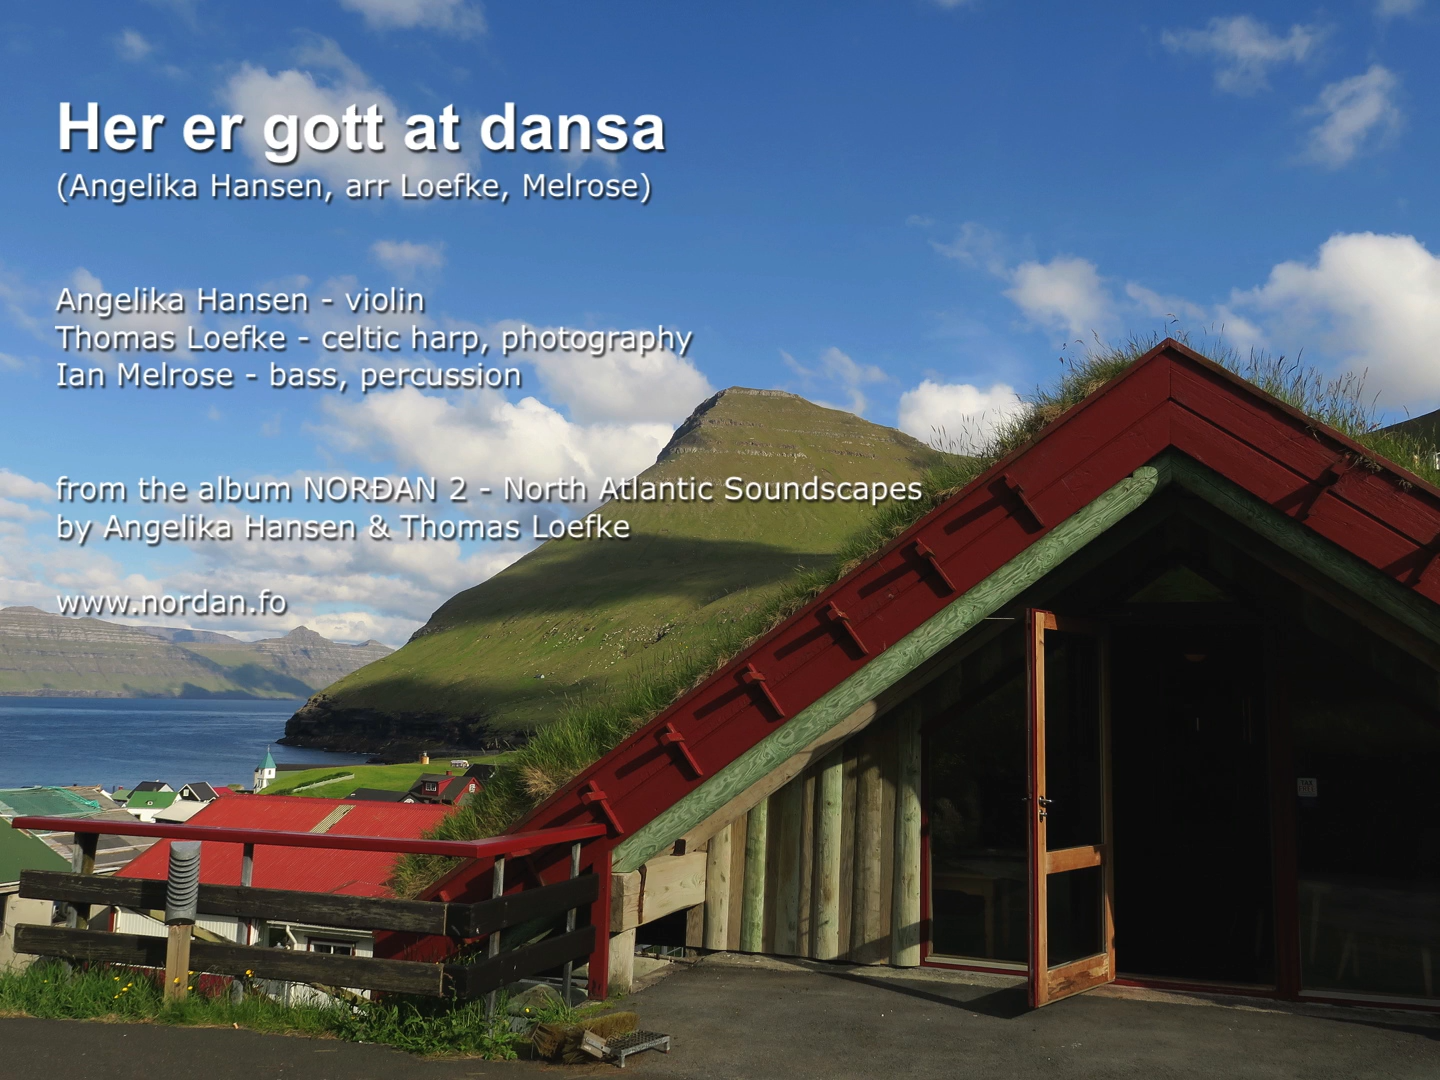 Her er gott at dansa
(Angelika Hansen, arr Loefke, Melrose)
Angelika Hansen - violin
Thomas Loefke - celtic harp, photography
Ian Melrose - bass, percussion
from the album NORĐAN 2 - North Atlantic Soundscapes
by Angelika Hansen & Thomas Loefke
www.nordan.fo